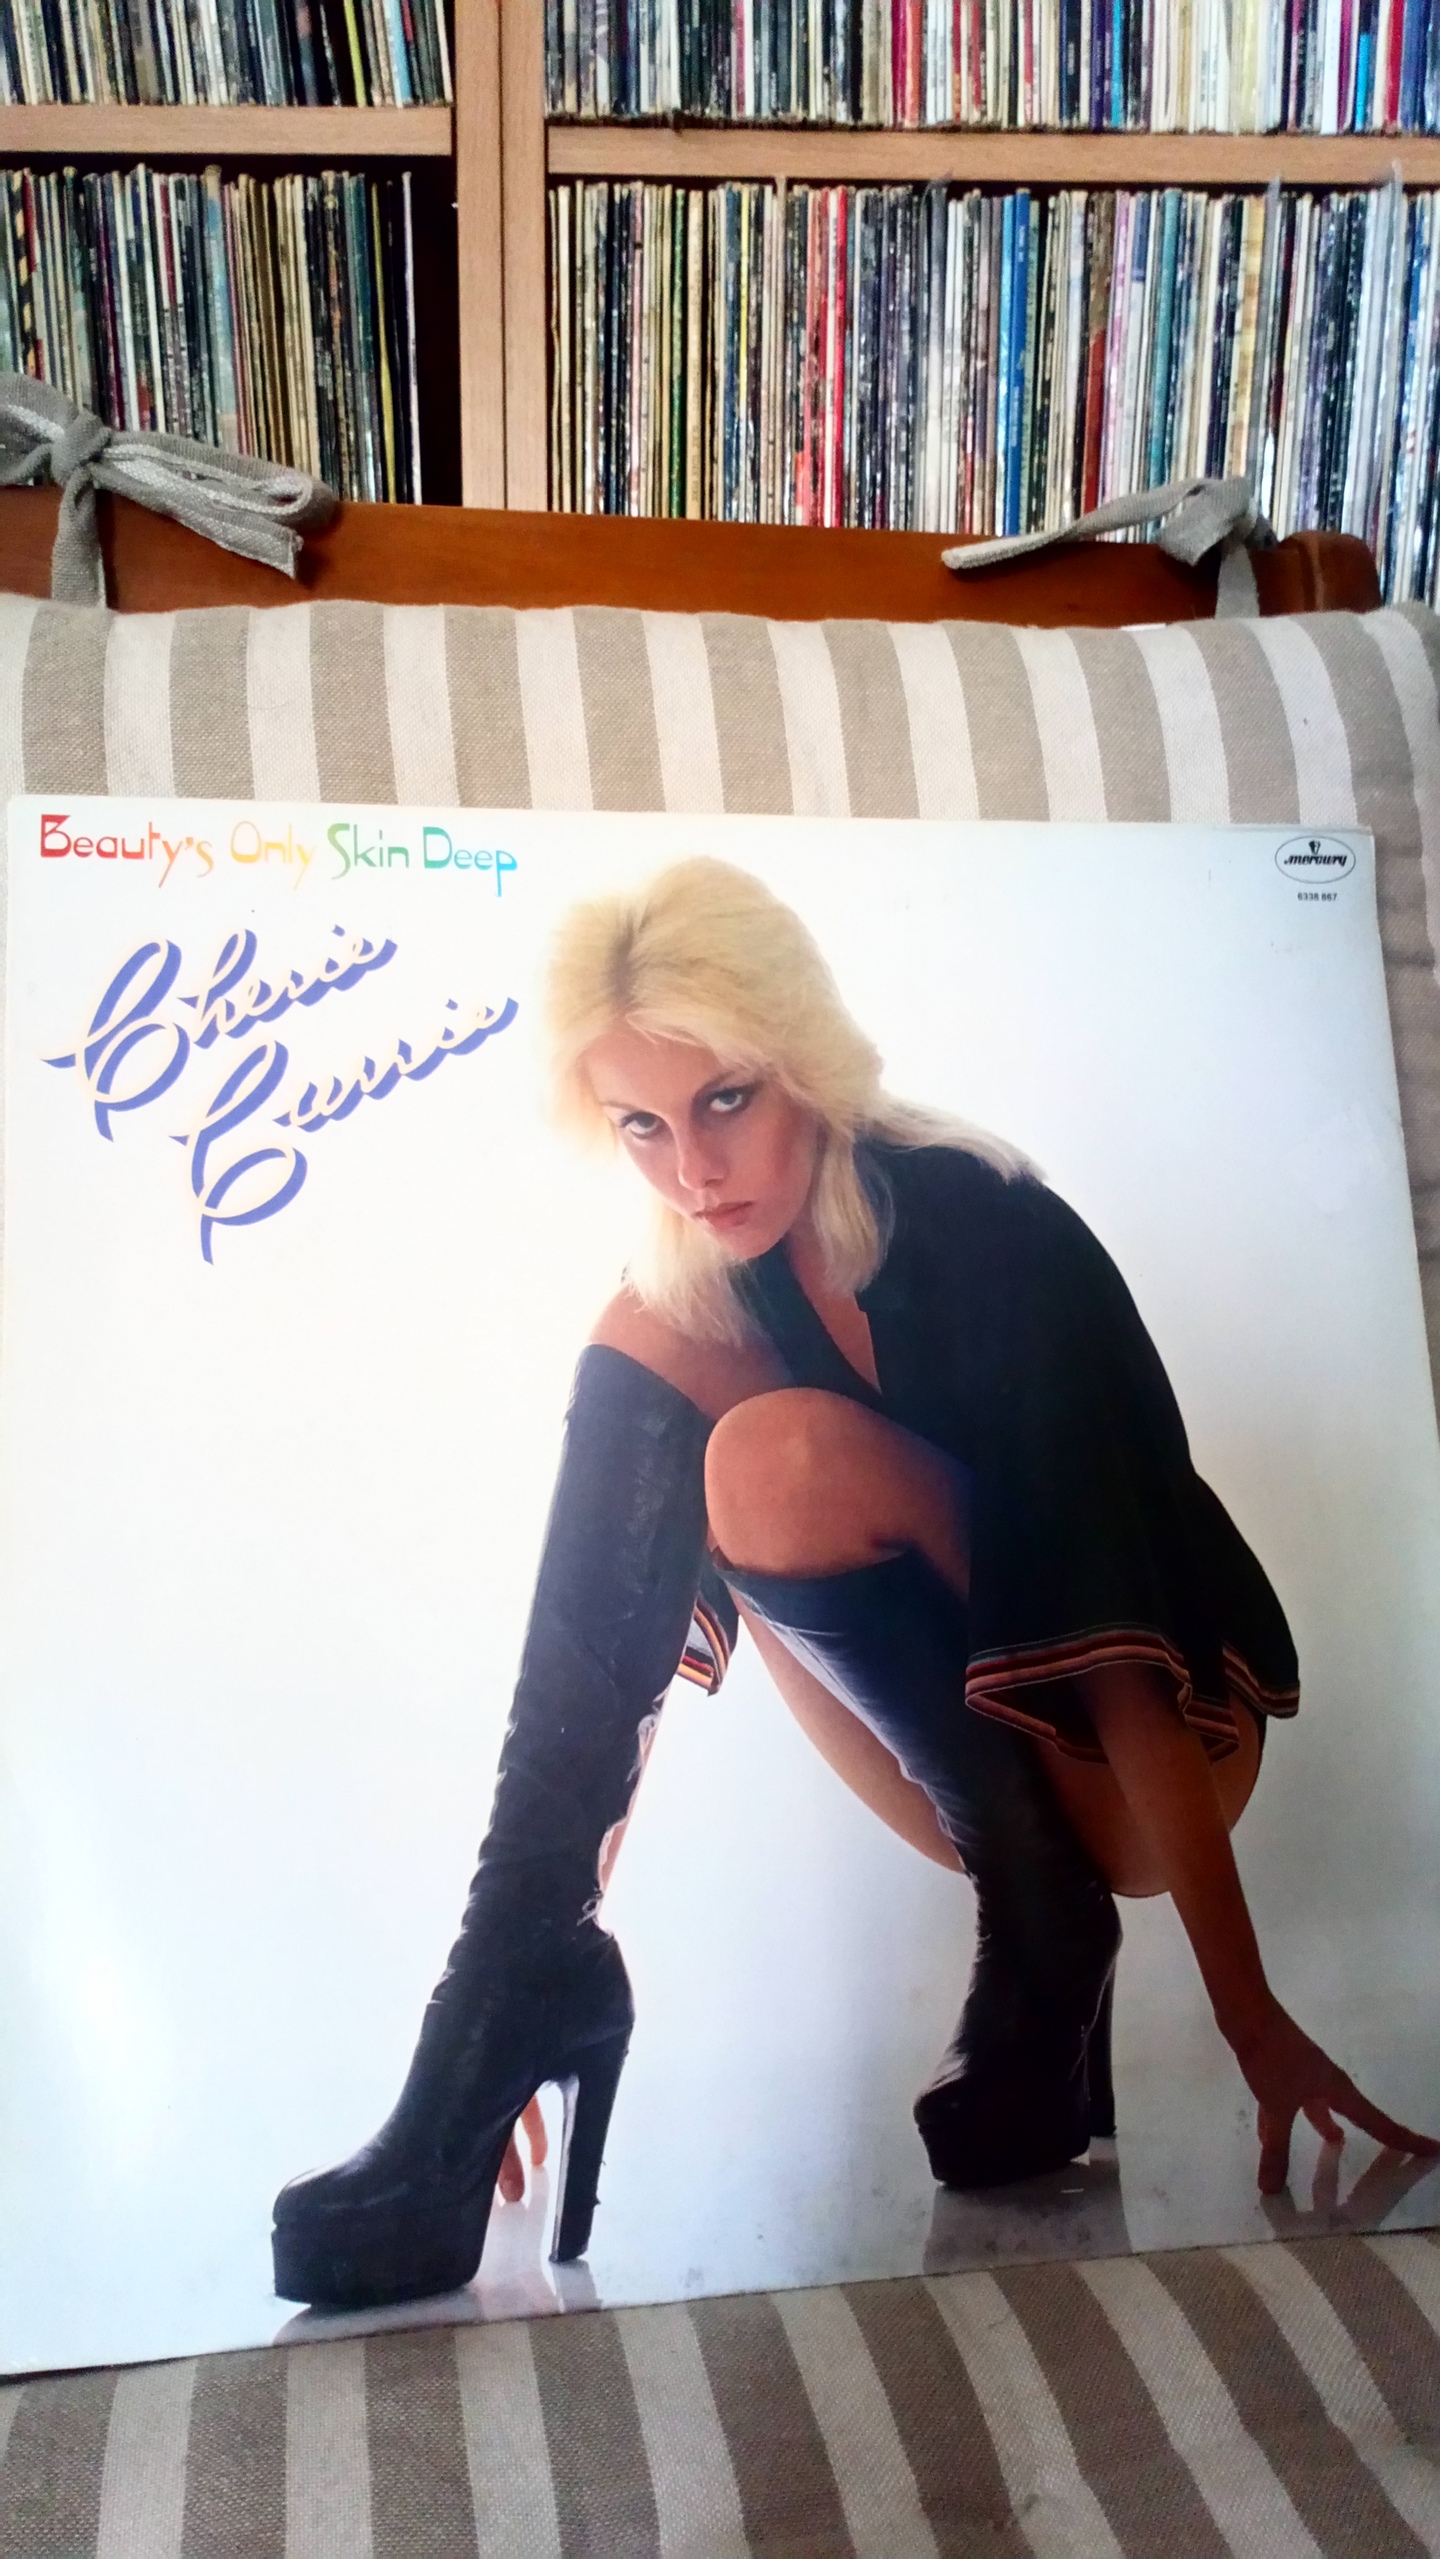 Beauty's Only Skin Deep
mercury
6338 867
Cherie
Currie